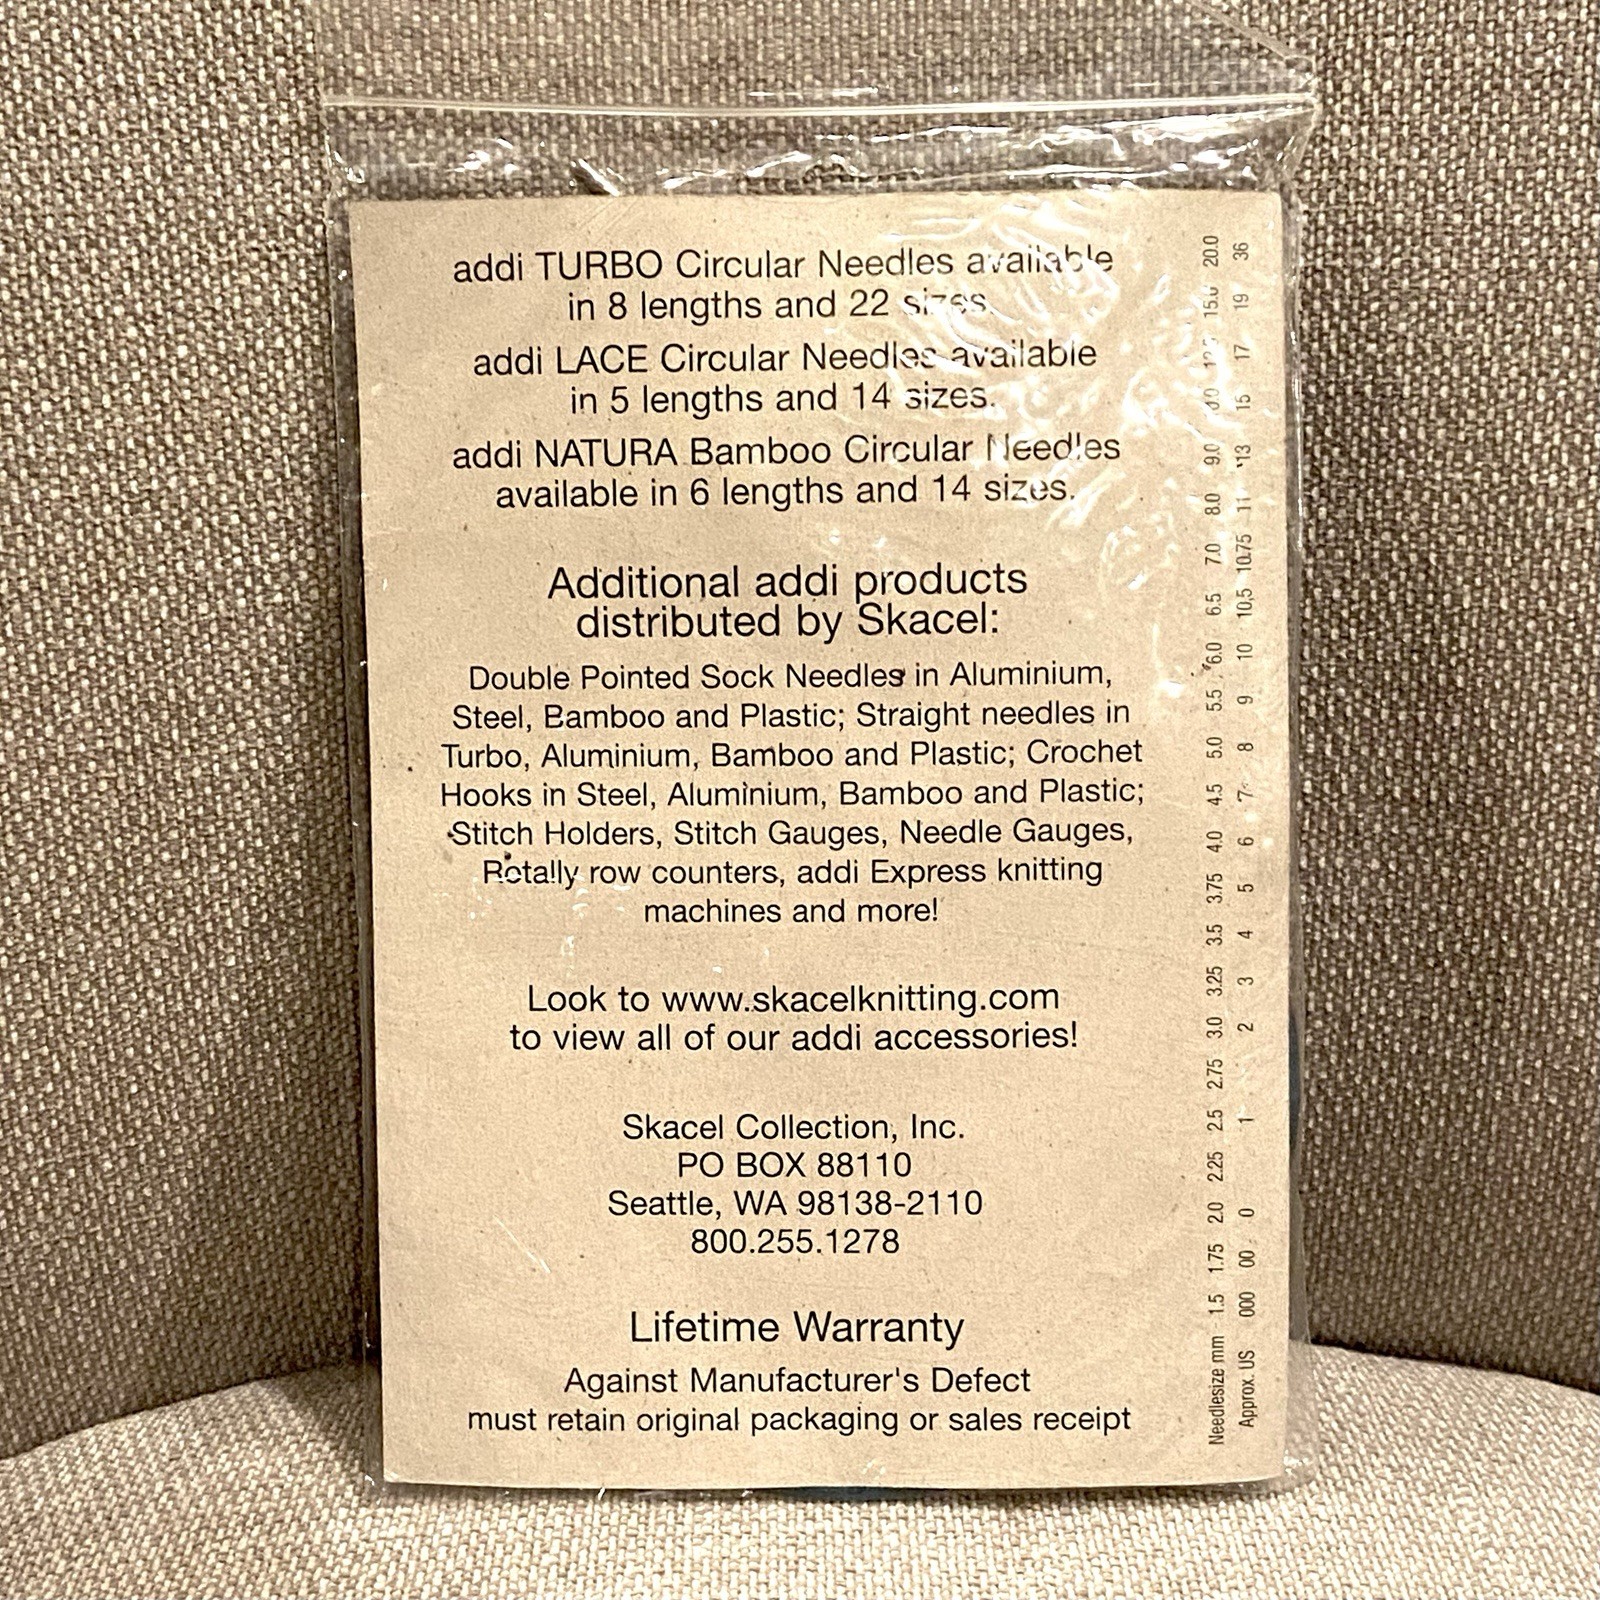 addi TURBO Circular Needles available
in 8 lengths and 22 sizes.
addi LACE Circular Needles available
in 5 lengths and 14 sizes.
addi NATURA Bamboo Circular Needles
available in 6 lengths and 14 sizes.
Additional addi products
distributed by Skacel:
Double Pointed Sock Needles in Aluminium,
Steel, Bamboo and Plastic; Straight needles in
Turbo, Aluminium, Bamboo and Plastic; Crochet
Hooks in Steel, Aluminium, Bamboo and Plastic;
Stitch Holders, Stitch Gauges, Needle Gauges,
Rotally row counters, addi Express knitting
machines and more!
Look to www.skacelknitting.com
to view all of our addi accessories!
Skacel Collection, Inc.
PO BOX 88110
Seattle, WA 98138-2110
800.255.1278
Lifetime Warranty
Against Manufacturer's Defect
must retain original packaging or sales receipt
Needlesize mm 1.5 1.75 2.0 2.25 2.5 2.75 3.0 3.25 3.5 3.75 4.0 4.5 5.0 5.5 6.0 6.5 7.0 8.0 9.0 12.5 15.0 20.0
Approx. US 000 00 0 1 2 3 4 5 6 7 8 9 10 10,5 10.75 11 13 15 17 19 36